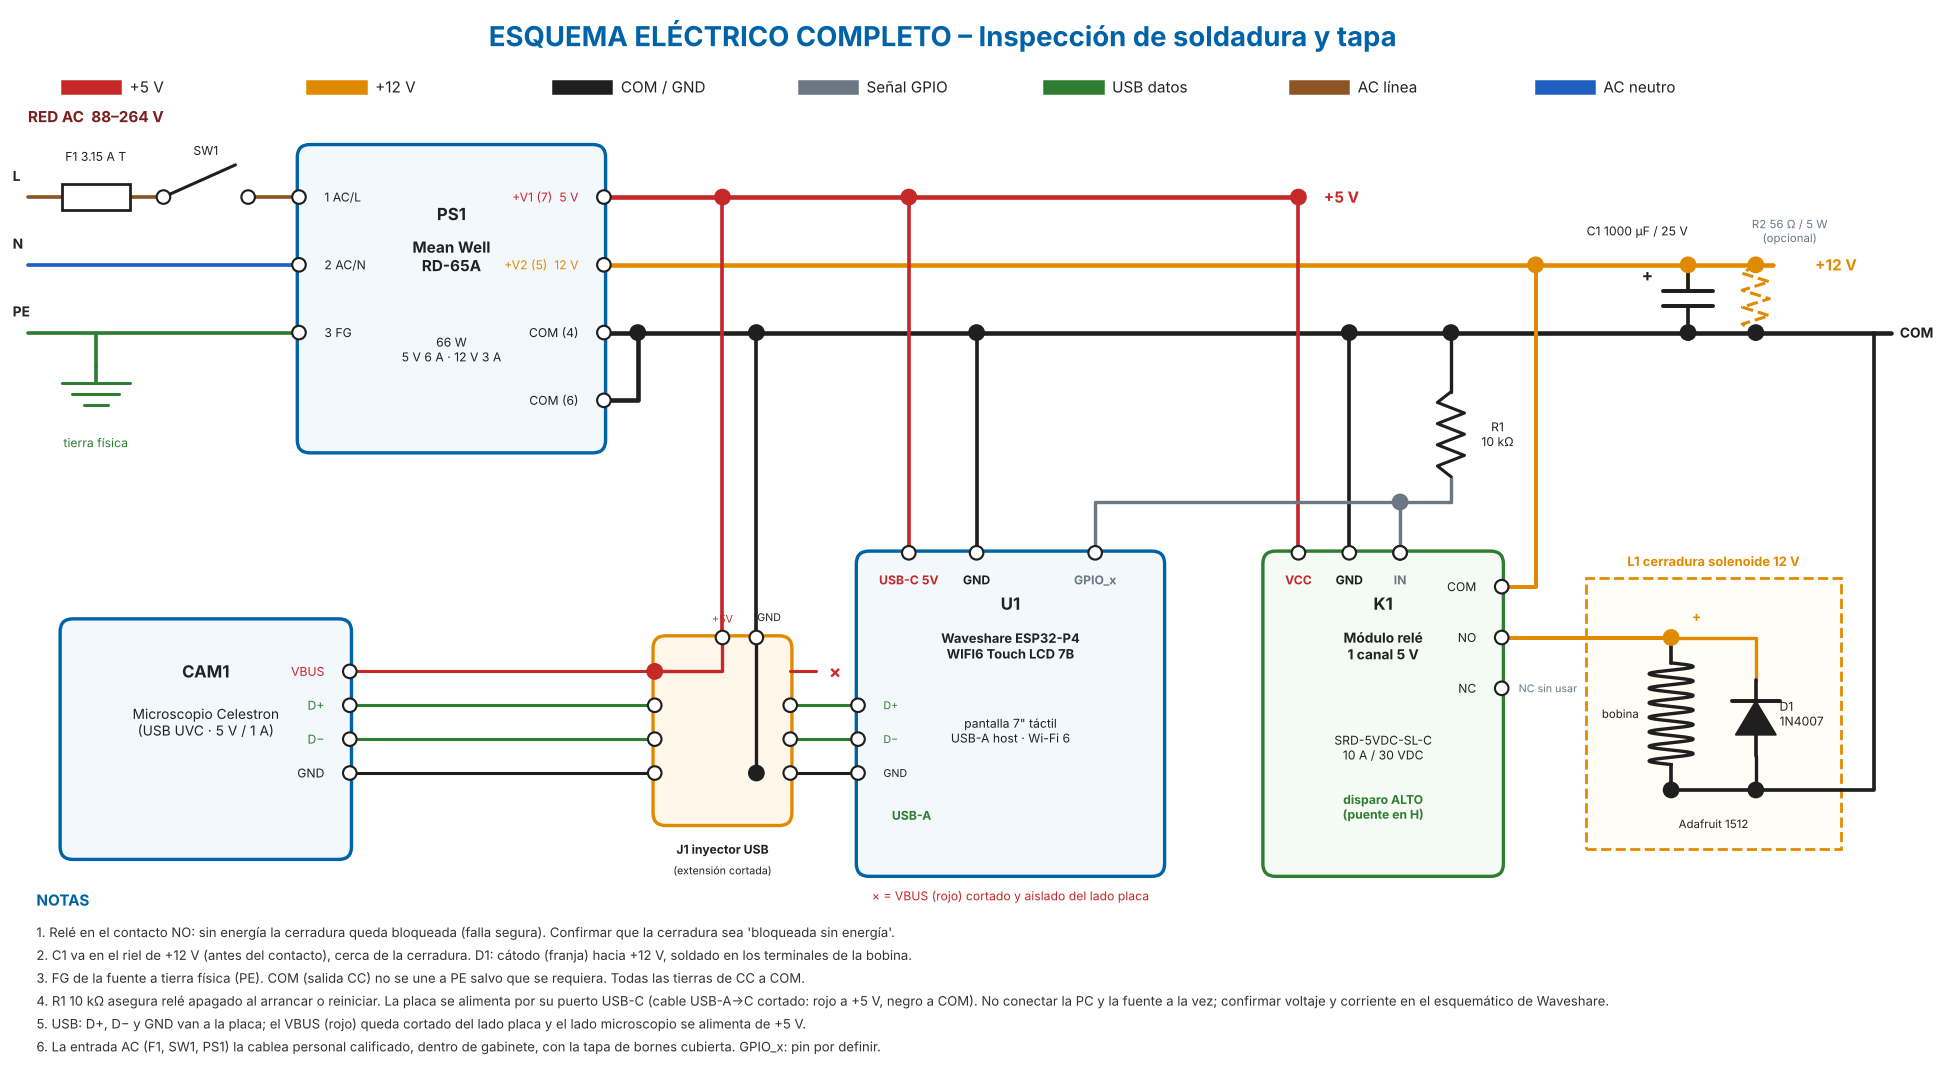 ESQUEMA ELÉCTRICO COMPLETO – Inspección de soldadura y tapa
+5 V
+12 V
COM / GND
Señal GPIO
USB datos
AC línea
AC neutro
RED AC 88–264 V
F1 3.15 A T
SW1
L
N
PE
tierra física
1 AC/L
2 AC/N
3 FG
PS1
Mean Well
RD-65A
66 W
5 V 6 A · 12 V 3 A
+V1 (7) 5 V
+V2 (5) 12 V
COM (4)
COM (6)
+5 V
C1 1000 µF / 25 V
R2 56 Ω / 5 W
(opcional)
+
+12 V
COM
R1
10 kΩ
CAM1
Microscopio Celestron
(USB UVC · 5 V / 1 A)
VBUS
D+
D−
GND
+5V
GND
×
J1 inyector USB
(extensión cortada)
USB-C 5V
GND
GPIO_x
U1
Waveshare ESP32-P4
WIFI6 Touch LCD 7B
pantalla 7" táctil
USB-A host · Wi-Fi 6
D+
D−
GND
USB-A
× = VBUS (rojo) cortado y aislado del lado placa
VCC
GND
IN
K1
Módulo relé
1 canal 5 V
SRD-5VDC-SL-C
10 A / 30 VDC
disparo ALTO
(puente en H)
COM
NO
NC
NC sin usar
L1 cerradura solenoide 12 V
+
bobina
D1
1N4007
Adafruit 1512
NOTAS
1. Relé en el contacto NO: sin energía la cerradura queda bloqueada (falla segura). Confirmar que la cerradura sea 'bloqueada sin energía'.
2. C1 va en el riel de +12 V (antes del contacto), cerca de la cerradura. D1: cátodo (franja) hacia +12 V, soldado en los terminales de la bobina.
3. FG de la fuente a tierra física (PE). COM (salida CC) no se une a PE salvo que se requiera. Todas las tierras de CC a COM.
4. R1 10 kΩ asegura relé apagado al arrancar o reiniciar. La placa se alimenta por su puerto USB-C (cable USB-A→C cortado: rojo a +5 V, negro a COM). No conectar la PC y la fuente a la vez; confirmar voltaje y corriente en el esquemático de Waveshare.
5. USB: D+, D− y GND van a la placa; el VBUS (rojo) queda cortado del lado placa y el lado microscopio se alimenta de +5 V.
6. La entrada AC (F1, SW1, PS1) la cablea personal calificado, dentro de gabinete, con la tapa de bornes cubierta. GPIO_x: pin por definir.